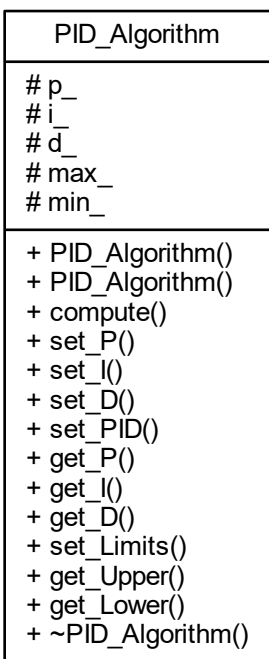 PID_Algorithm
# p_
# i_
# d_
# max_
# min_
+ PID_Algorithm()
+ PID_Algorithm()
+ compute()
+ set_P()
+ set_I()
+ set_D()
+ set_PID()
+ get_P()
+ get_I()
+ get_D()
+ set_Limits()
+ get_Upper()
+ get_Lower()
+ ~PID_Algorithm()